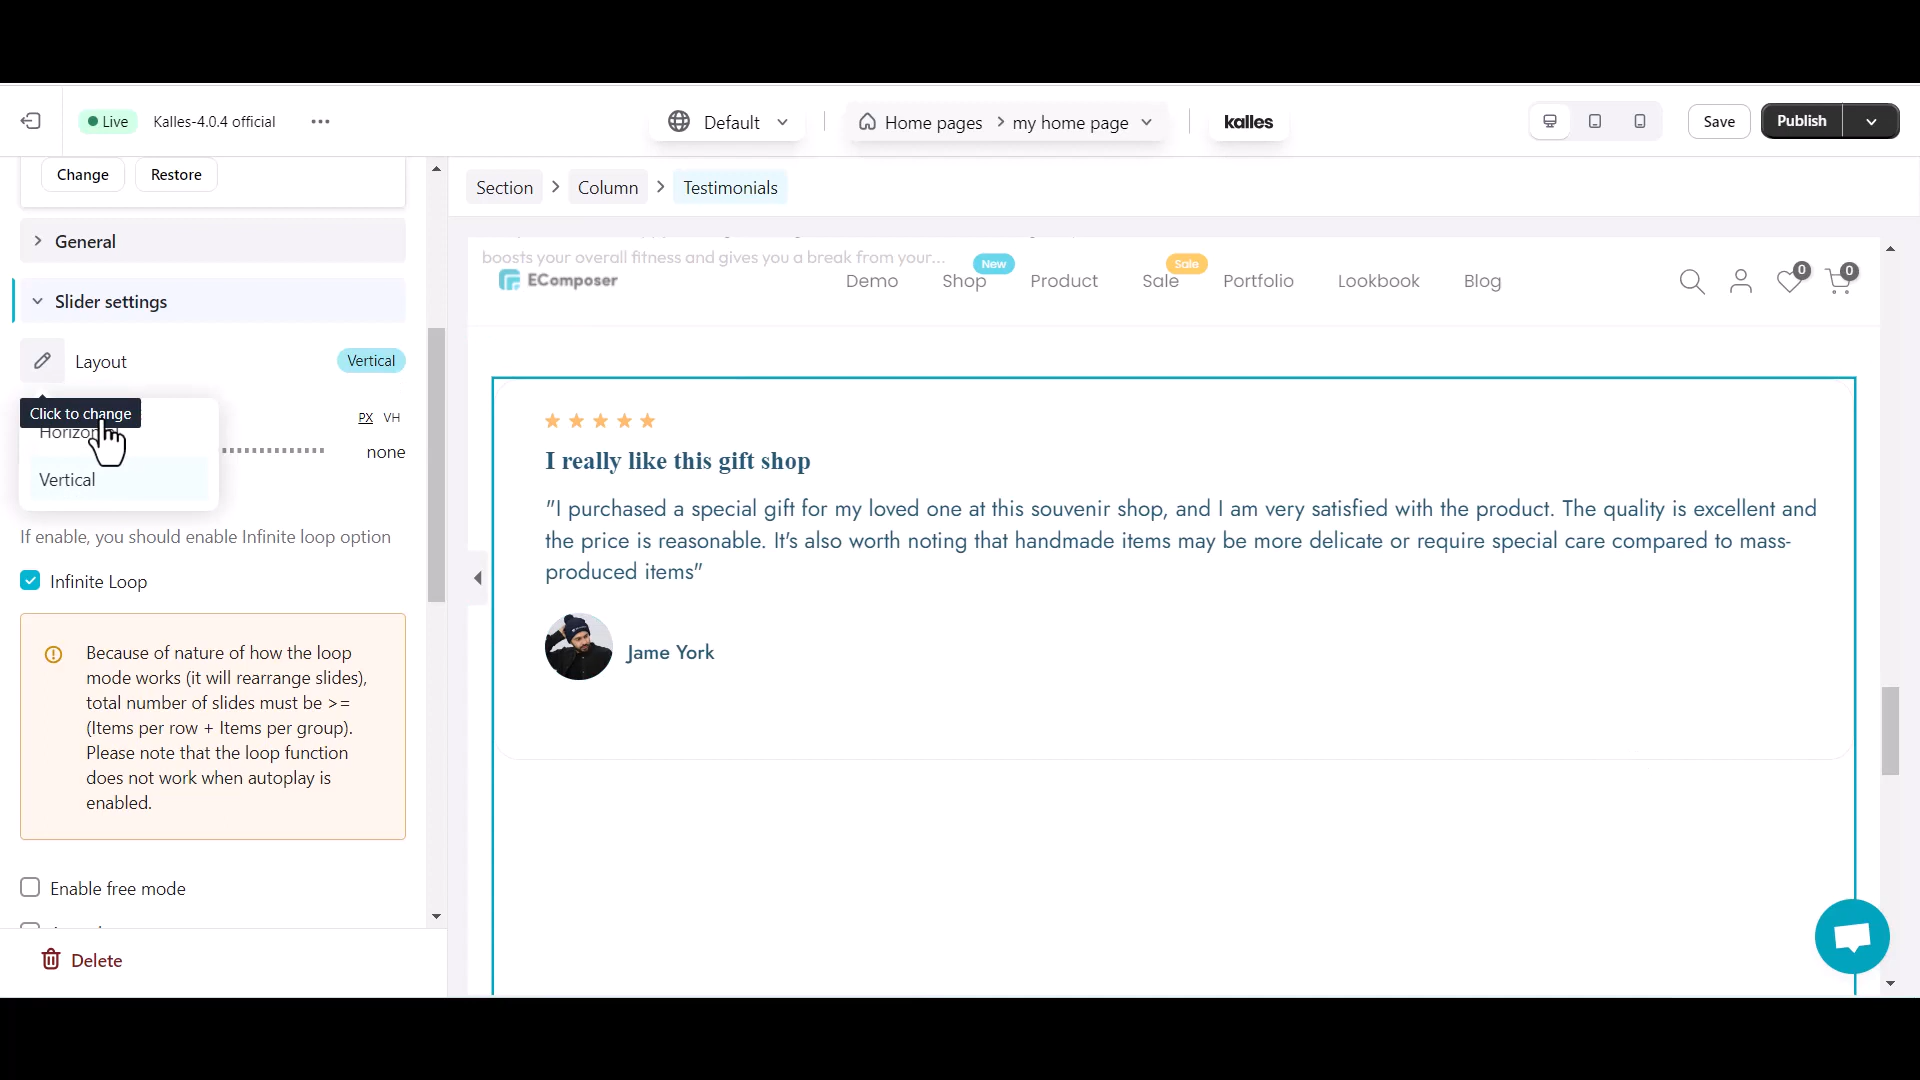 Live
Kalles-4.0.4 official
Default
Home pages
my home page
kalles
Save
Publish
Change
Restore
Section
Column
Testimonials
General
boosts your overall fitness and gives you a break from your...
EComposer
Demo
Shop
New
Product
Sale
Sale
Portfolio
Lookbook
Blog
0
0
Slider settings
Layout
Vertical
Click to change
PX VH
none
Vertical
If enable, you should enable Infinite loop option
Infinite Loop
Because of nature of how the loop
mode works (it will rearrange slides),
total number of slides must be >=
(Items per row + Items per group).
Please note that the loop function
does not work when autoplay is
enabled.
Enable free mode
Delete
I really like this gift shop
"I purchased a special gift for my loved one at this souvenir shop, and I am very satisfied with the product. The quality is excellent and
the price is reasonable. It's also worth noting that handmade items may be more delicate or require special care compared to mass-
produced items"
Jame York